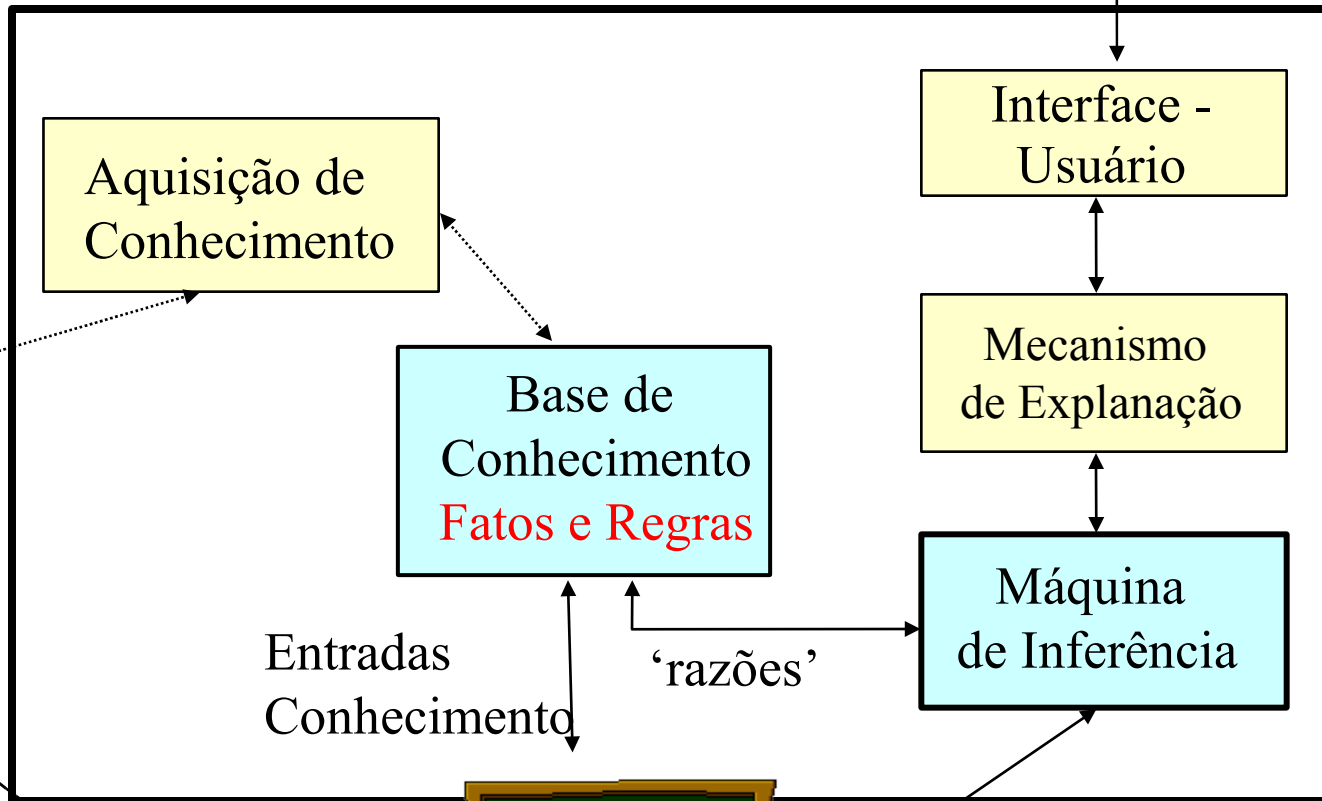 Interface -
Usuário
Aquisição de
Conhecimento
Mecanismo
de Explanação
Base de
Conhecimento
Fatos e Regras
Máquina
de Inferência
Entradas
Conhecimento
‘razões’